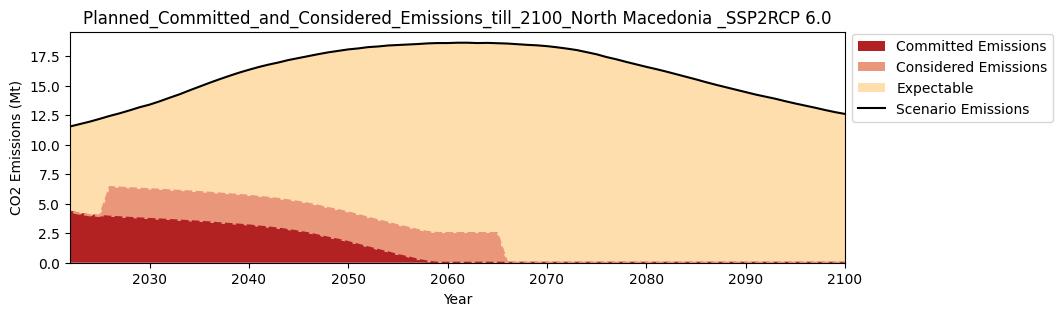 Planned_Committed_and_Considered_Emissions_till_2100_North Macedonia _SSP2RCP 6.0
CO2 Emissions (Mt)
17.5
15.0
12.5
10.0
7.5
5.0
2.5
0.0
2030 2040 2050 2060 2070 2080 2090 2100
Year
Committed Emissions
Considered Emissions
Expectable
Scenario Emissions